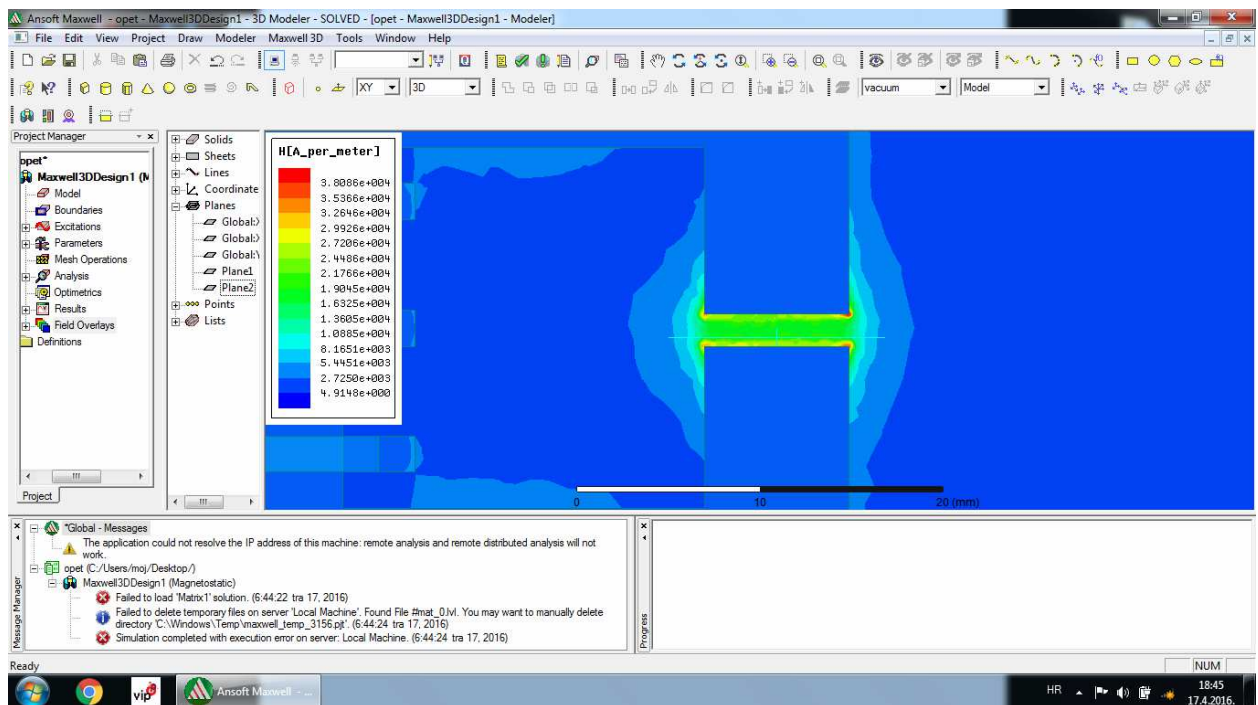 Ansoft Maxwell - opet - Maxwell3DDesign1 - 3D Modeler - SOLVED - [opet - Maxwell3DDesign1 - Modeler]
File Edit View Project Draw Modeler Maxwell 3D Tools Window Help
XY 3D vacuum Model
Project Manager
opet*
Maxwell3DDesign1 (M
Model
Boundaries
Excitations
Parameters
Mesh Operations
Analysis
Optimetrics
Results
Field Overlays
Definitions
Project
Solids
Sheets
Lines
Coordinate
Planes
Global:
Global:
Global:
Plane1
Plane2
Points
Lists
H[A_per_meter]
3.8086e+004
3.5366e+004
3.2646e+004
2.9926e+004
2.7206e+004
2.4486e+004
2.1766e+004
1.9045e+004
1.6325e+004
1.3605e+004
1.0885e+004
8.1651e+003
5.4451e+003
2.7250e+003
4.9148e+000
0 10 20 (mm)
Message Manager
*Global - Messages
The application could not resolve the IP address of this machine: remote analysis and remote distributed analysis will not
work.
opet (C:/Users/moj/Desktop/)
Maxwell3DDesign1 (Magnetostatic)
Failed to load 'Matrix1' solution. (6:44:22 tra 17, 2016)
Failed to delete temporary files on server 'Local Machine'. Found File #mat_0.lvl. You may want to manually delete
directory 'C:\Windows\Temp\maxwell_temp_3156.pjt'. (6:44:24 tra 17, 2016)
Simulation completed with execution error on server: Local Machine. (6:44:24 tra 17, 2016)
Progress
Ready
NUM
vip
Ansoft Maxwell - ...
HR
18:45
17.4.2016.